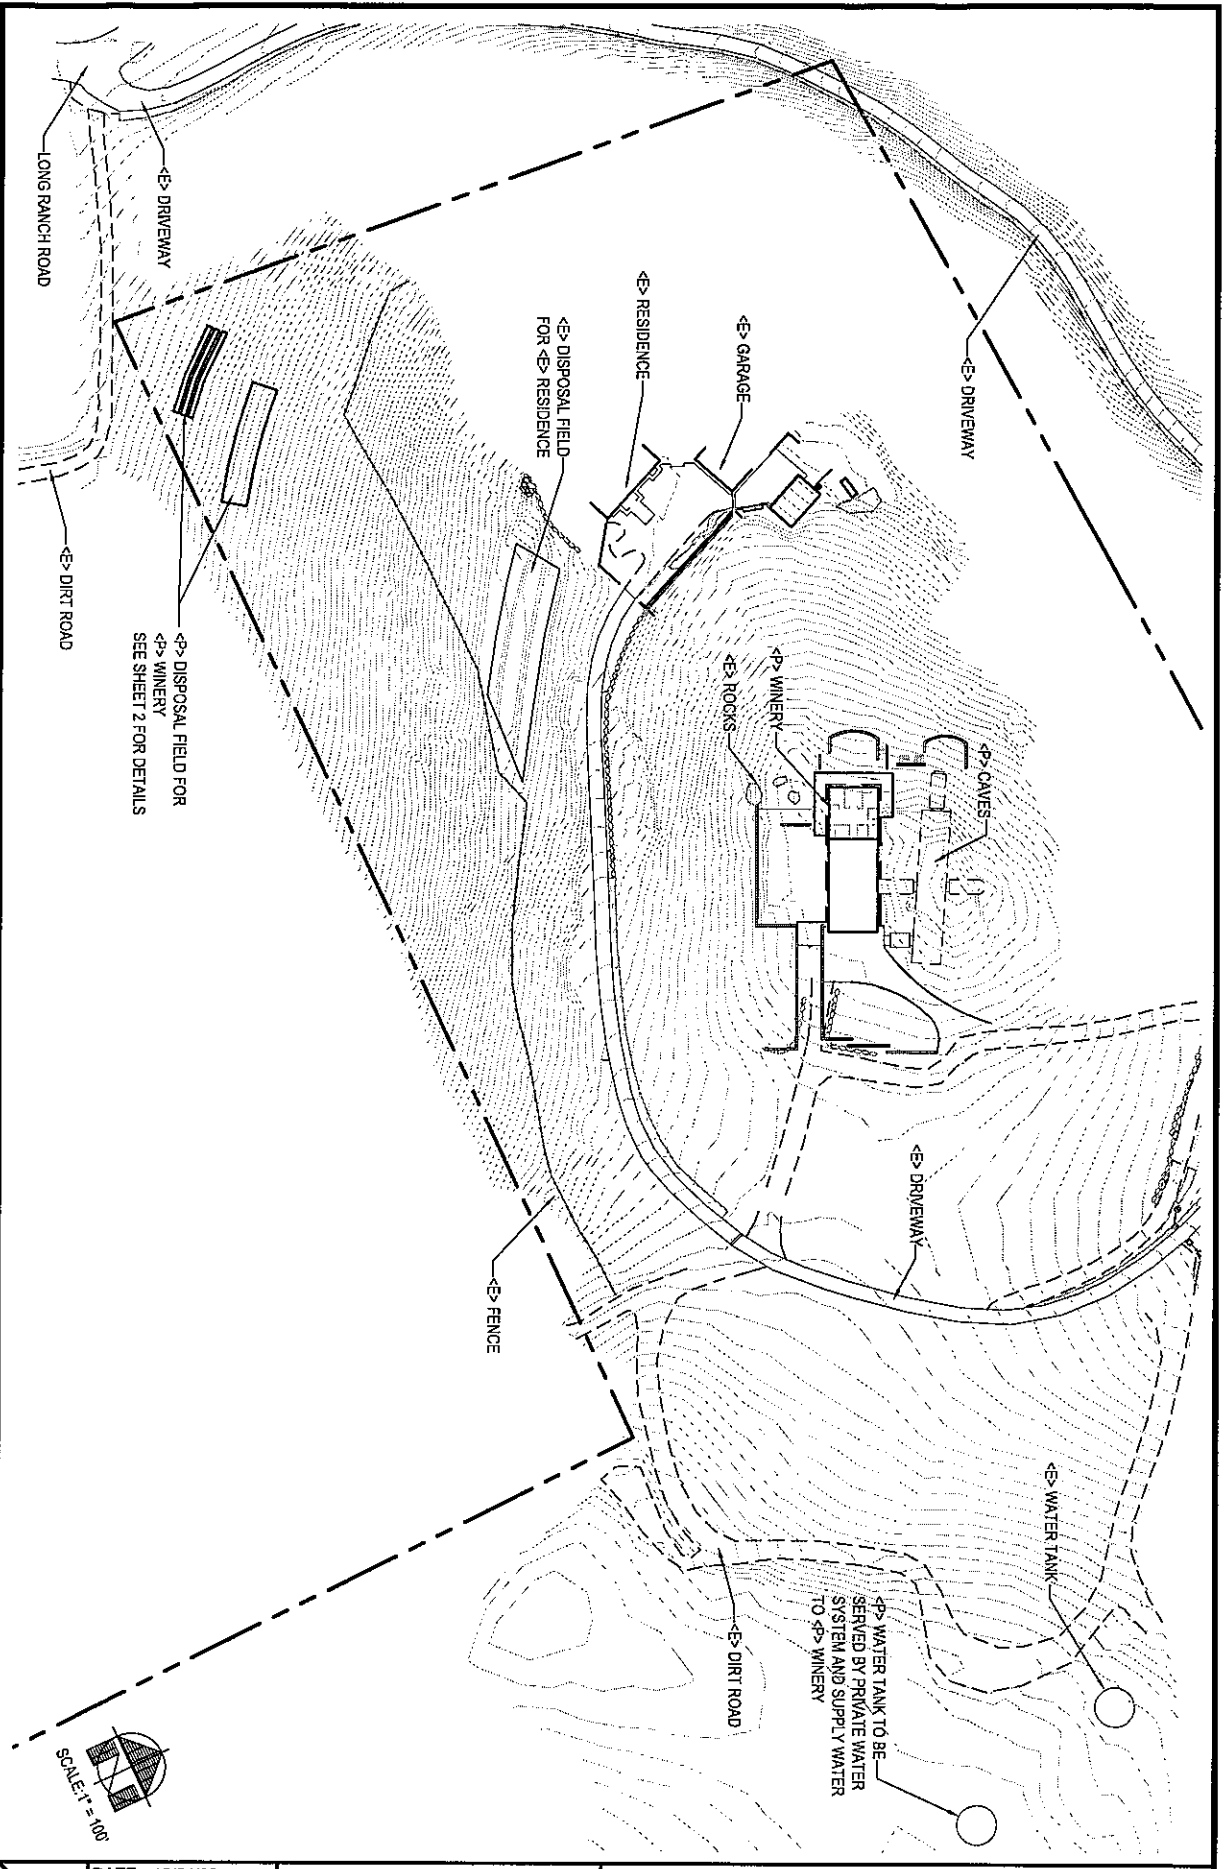 <E> DRIVEWAY
LONG RANCH ROAD
<E> DRIVEWAY
<E> GARAGE
<E> RESIDENCE
<E> DISPOSAL FIELD
FOR <E> RESIDENCE
<E> DIRT ROAD
<P> DISPOSAL FIELD FOR
<P> WINERY
SEE SHEET 2 FOR DETAILS
<P> CAVES
<P> WINERY
<E> ROCKS
<E> DRIVEWAY
<E> FENCE
<E> WATER TANK
<P> WATER TANK TO BE
SERVED BY PRIVATE WATER
SYSTEM AND SUPPLY WATER
TO <P> WINERY
<E> DIRT ROAD
SCALE: 1" = 100'